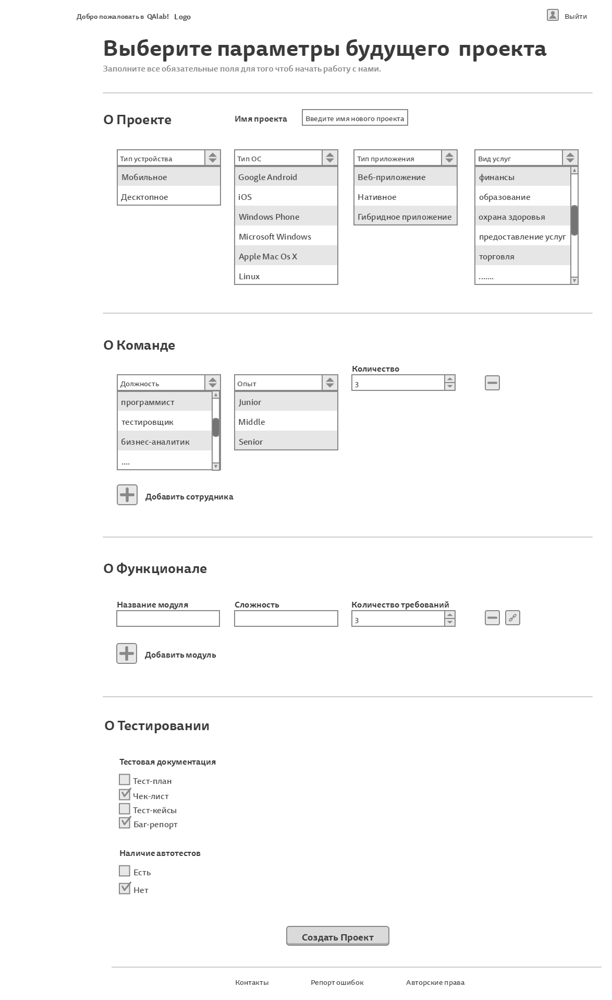 Добро пожаловать в QAlab! Logo
Выйти
Выберите параметры будущего проекта
Заполните все обязательные поля для того чтоб начать работу с нами.
О Проекте
Имя проекта
Введите имя нового проекта
Тип устройства
Мобильное
Десктопное
Тип ОС
Google Android
iOS
Windows Phone
Microsoft Windows
Apple Mac Os X
Linux
Тип приложения
Веб-приложение
Нативное
Гибридное приложение
Вид услуг
финансы
образование
охрана здоровья
предоставление услуг
торговля
.......
О Команде
Должность
программист
тестировщик
бизнес-аналитик
....
Опыт
Junior
Middle
Senior
Количество
3
Добавить сотрудника
О Функционале
Название модуля
Сложность
Количество требований
3
Добавить модуль
О Тестировании
Тестовая документация
Тест-план
Чек-лист
Тест-кейсы
Баг-репорт
Наличие автотестов
Есть
Нет
Создать Проект
Контакты
Репорт ошибок
Авторские права